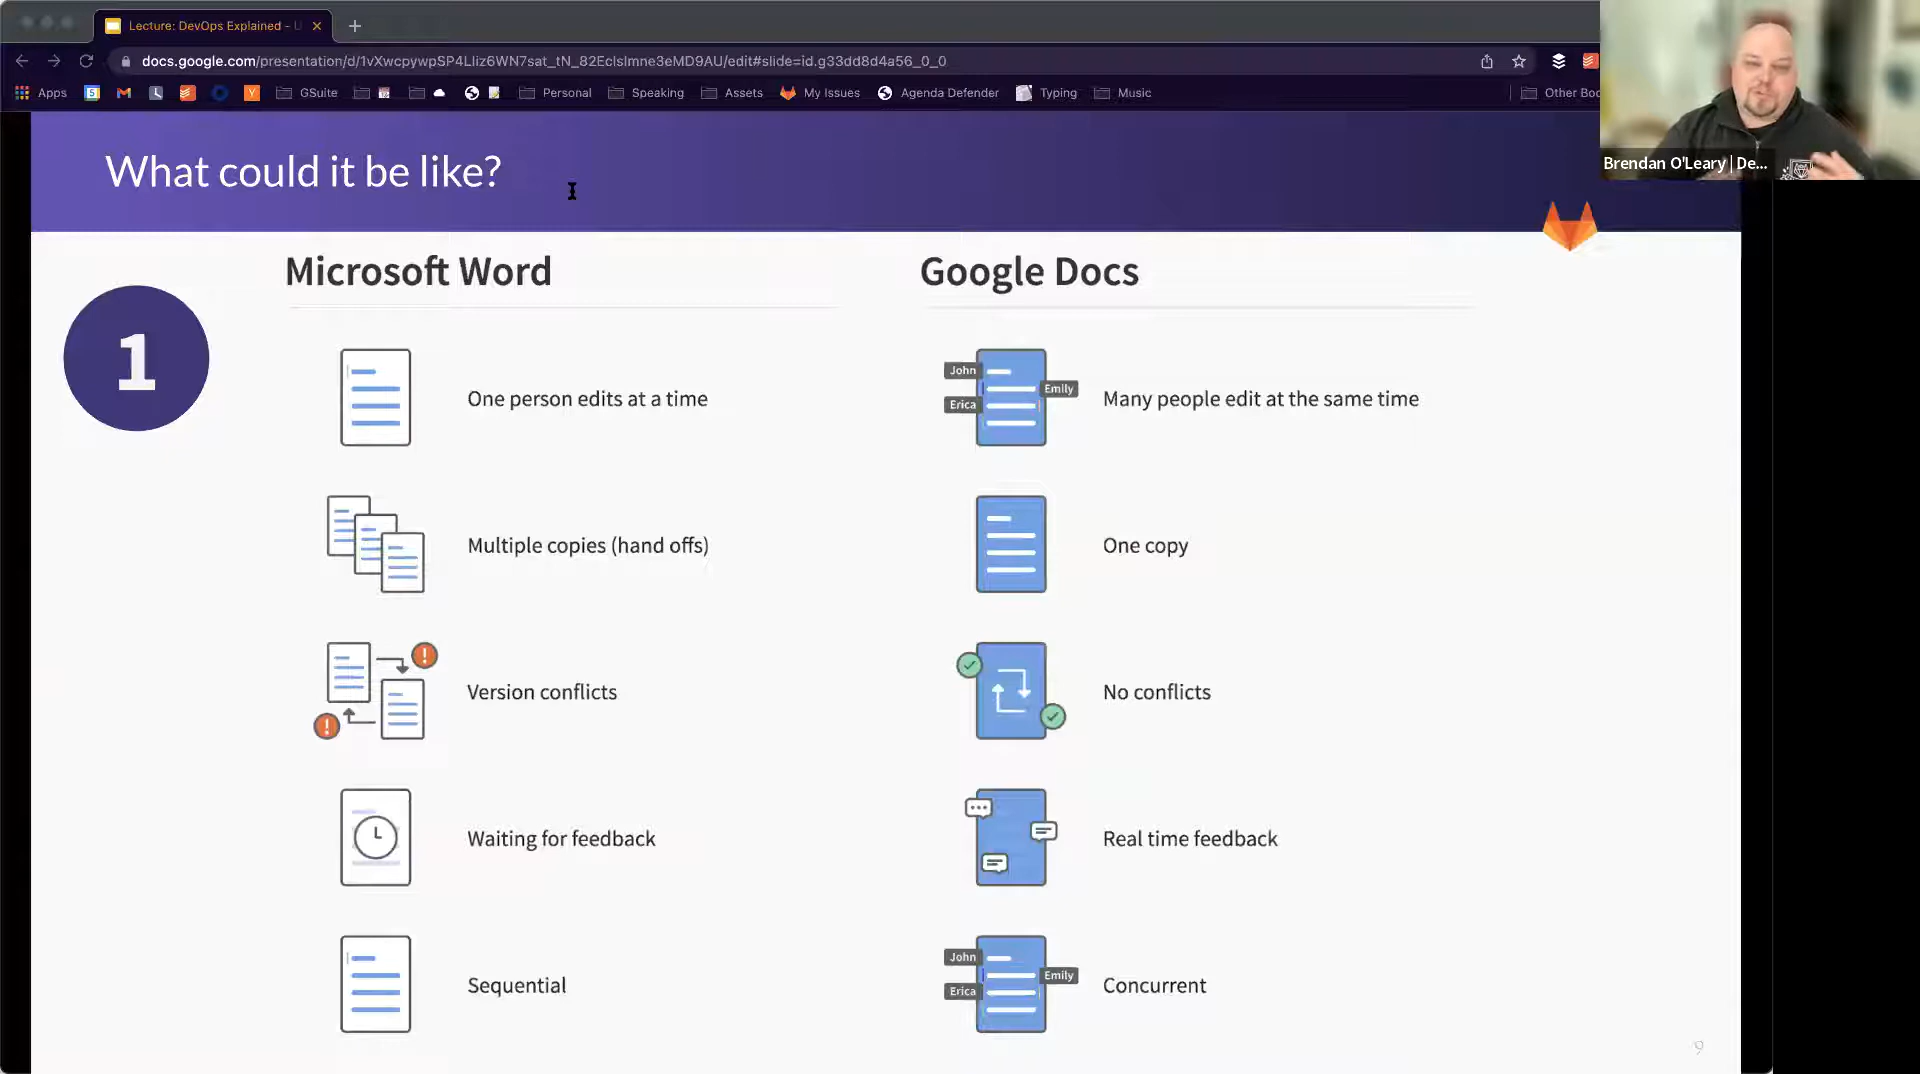 Lecture: DevOps Explained - U
docs.google.com/presentation/d/1vXwcpywpSP4LIiz6WN7sat_tN_82EclsImne3eMD9AU/edit#slide=id.g33dd8d4a56_0_0
Apps
5
Y
GSuite
Personal
Speaking
Assets
My Issues
Agenda Defender
Typing
Music
Other Boo
Brendan O'Leary | De...
What could it be like?
1
Microsoft Word
Google Docs
One person edits at a time
John
Emily
Erica
Many people edit at the same time
Multiple copies (hand offs)
One copy
Version conflicts
No conflicts
Waiting for feedback
Real time feedback
Sequential
John
Emily
Erica
Concurrent
9